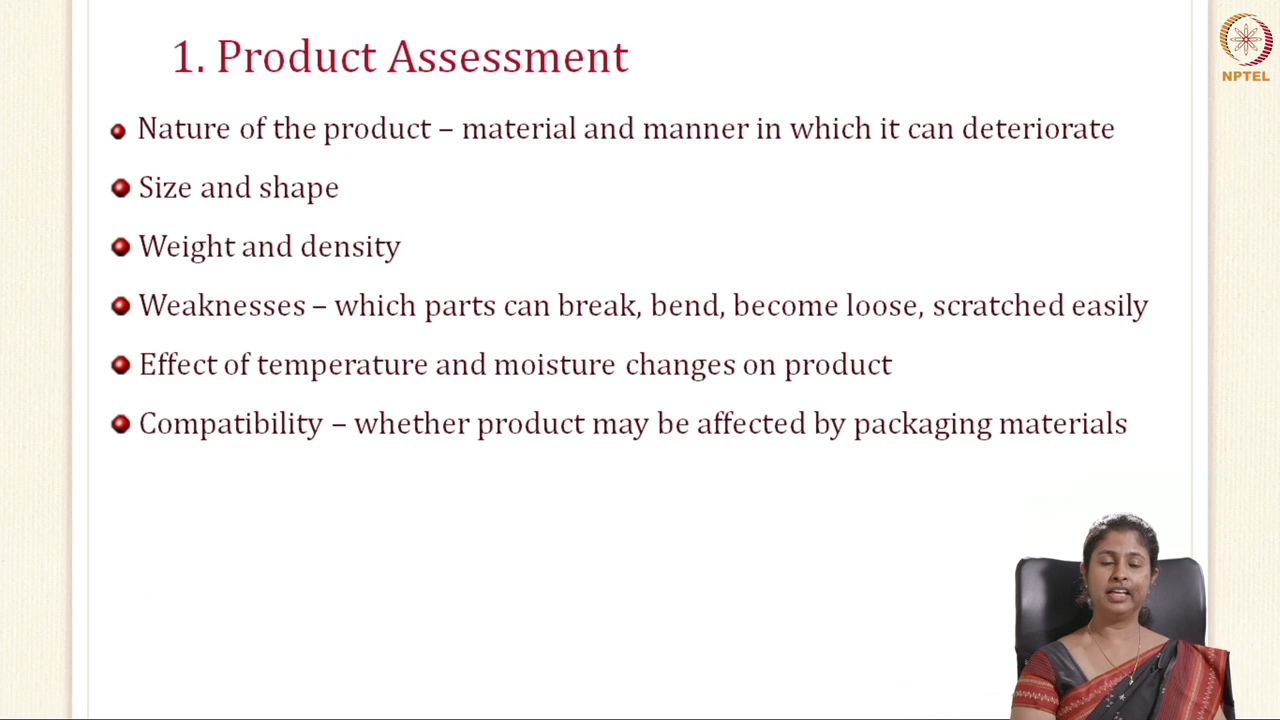 1. Product Assessment
NPTEL
Nature of the product – material and manner in which it can deteriorate
Size and shape
Weight and density
Weaknesses – which parts can break, bend, become loose, scratched easily
Effect of temperature and moisture changes on product
Compatibility – whether product may be affected by packaging materials